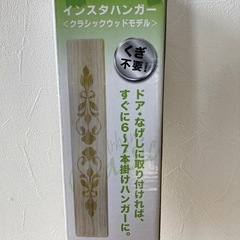 インスタハンガー
<クラシックウッドモデル>
くぎ
不要!
ドア・なげしに取り付ければ、
すぐに6〜7本掛けハンガーに。